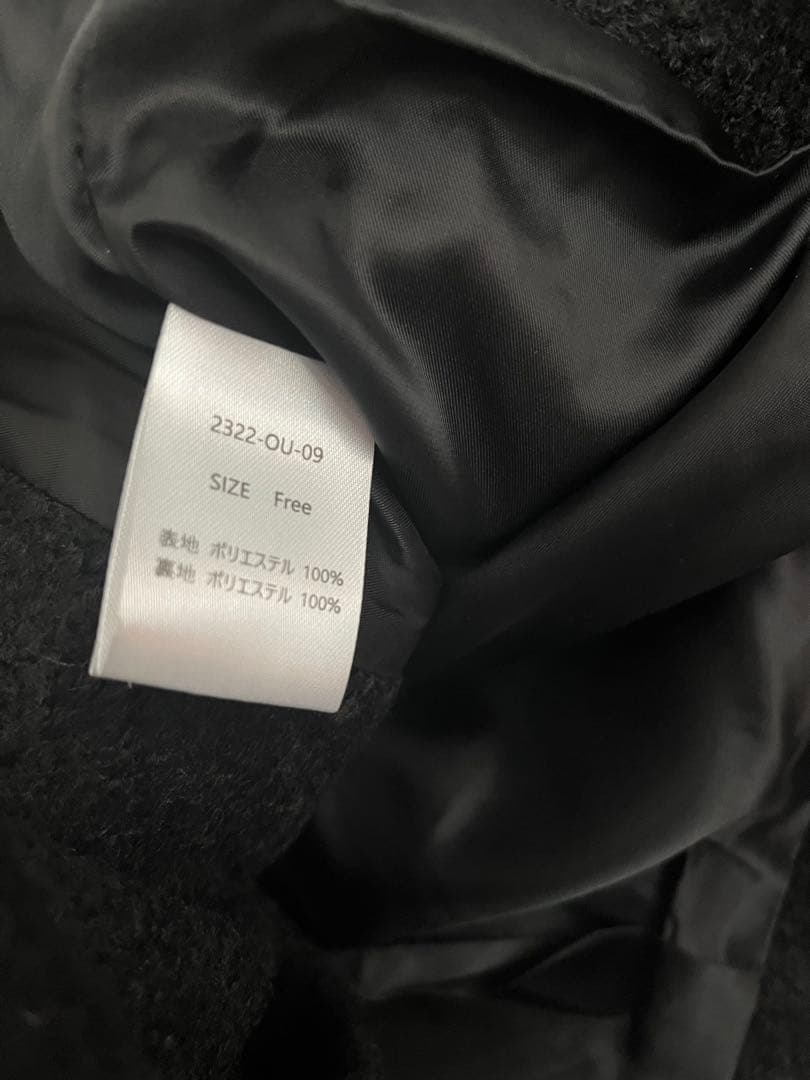 2322-OU-09
SIZE Free
表地 ポリエステル 100%
裏地 ポリエステル 100%